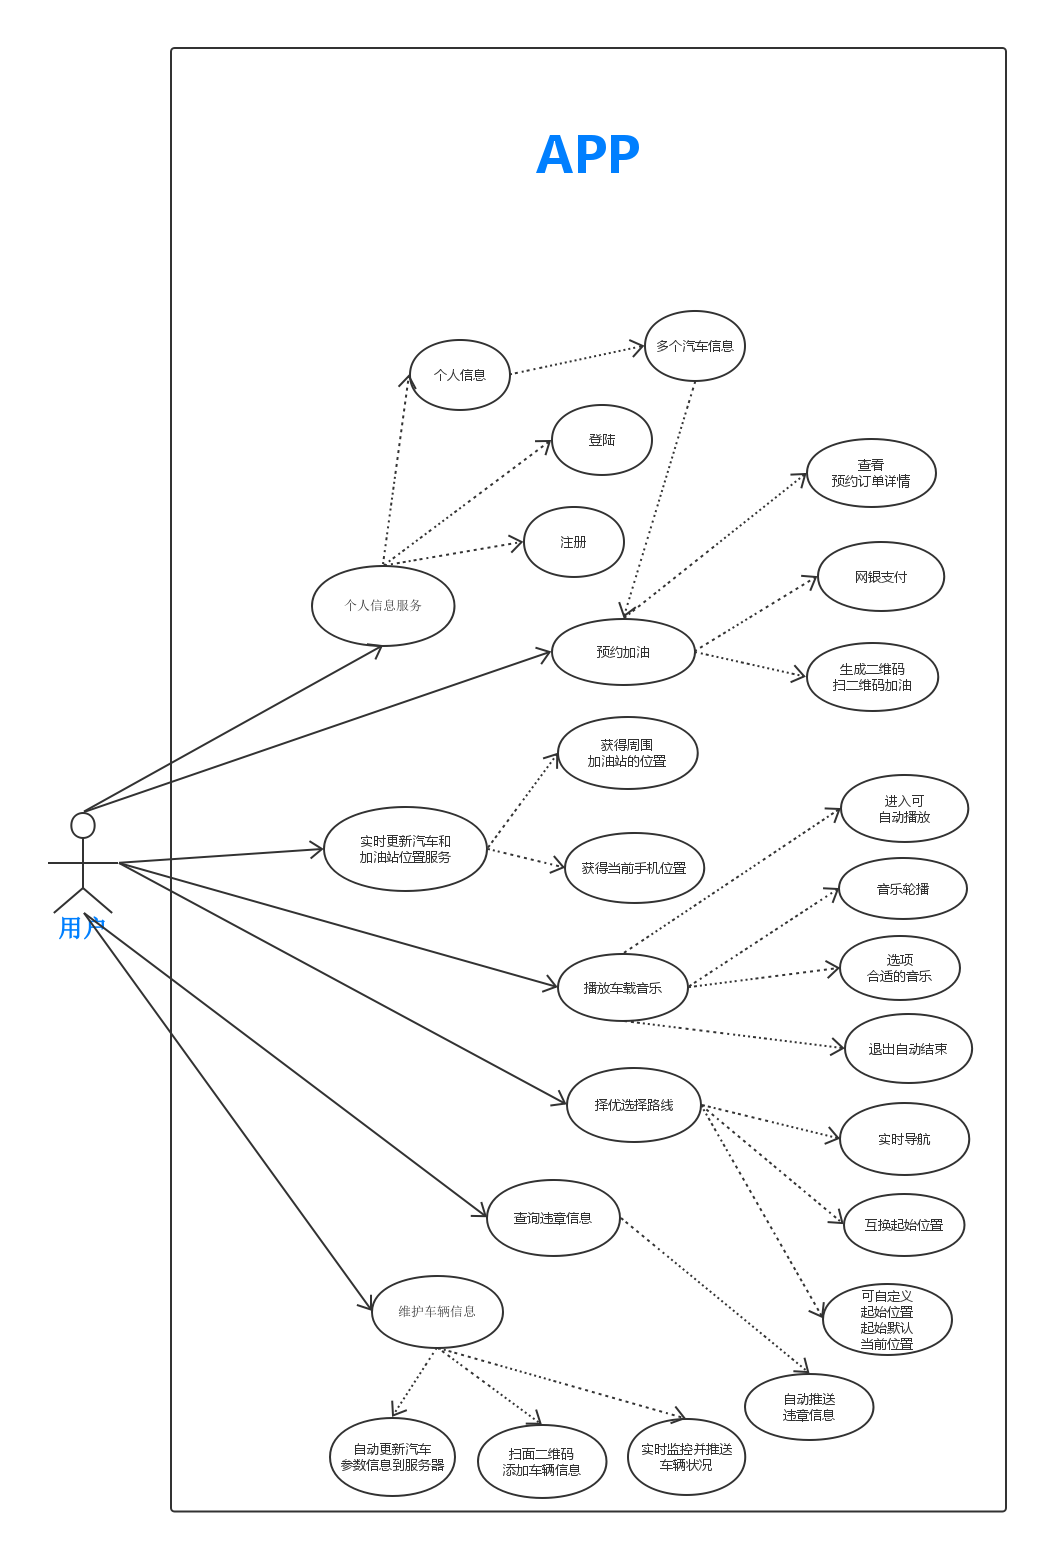 APP
多个汽车信息
个人信息
登陆
查看
预约订单详情
注册
网银支付
个人信息服务
预约加油
生成二维码
扫二维码加油
获得周围
加油站的位置
进入可
自动播放
实时更新汽车和
加油站位置服务
获得当前手机位置
音乐轮播
用户
选项
合适的音乐
播放车载音乐
退出自动结束
择优选择路线
实时导航
查询违章信息
互换起始位置
可自定义
起始位置
起始默认
当前位置
维护车辆信息
自动推送
违章信息
自动更新汽车
参数信息到服务器
扫面二维码
添加车辆信息
实时监控并推送
车辆状况